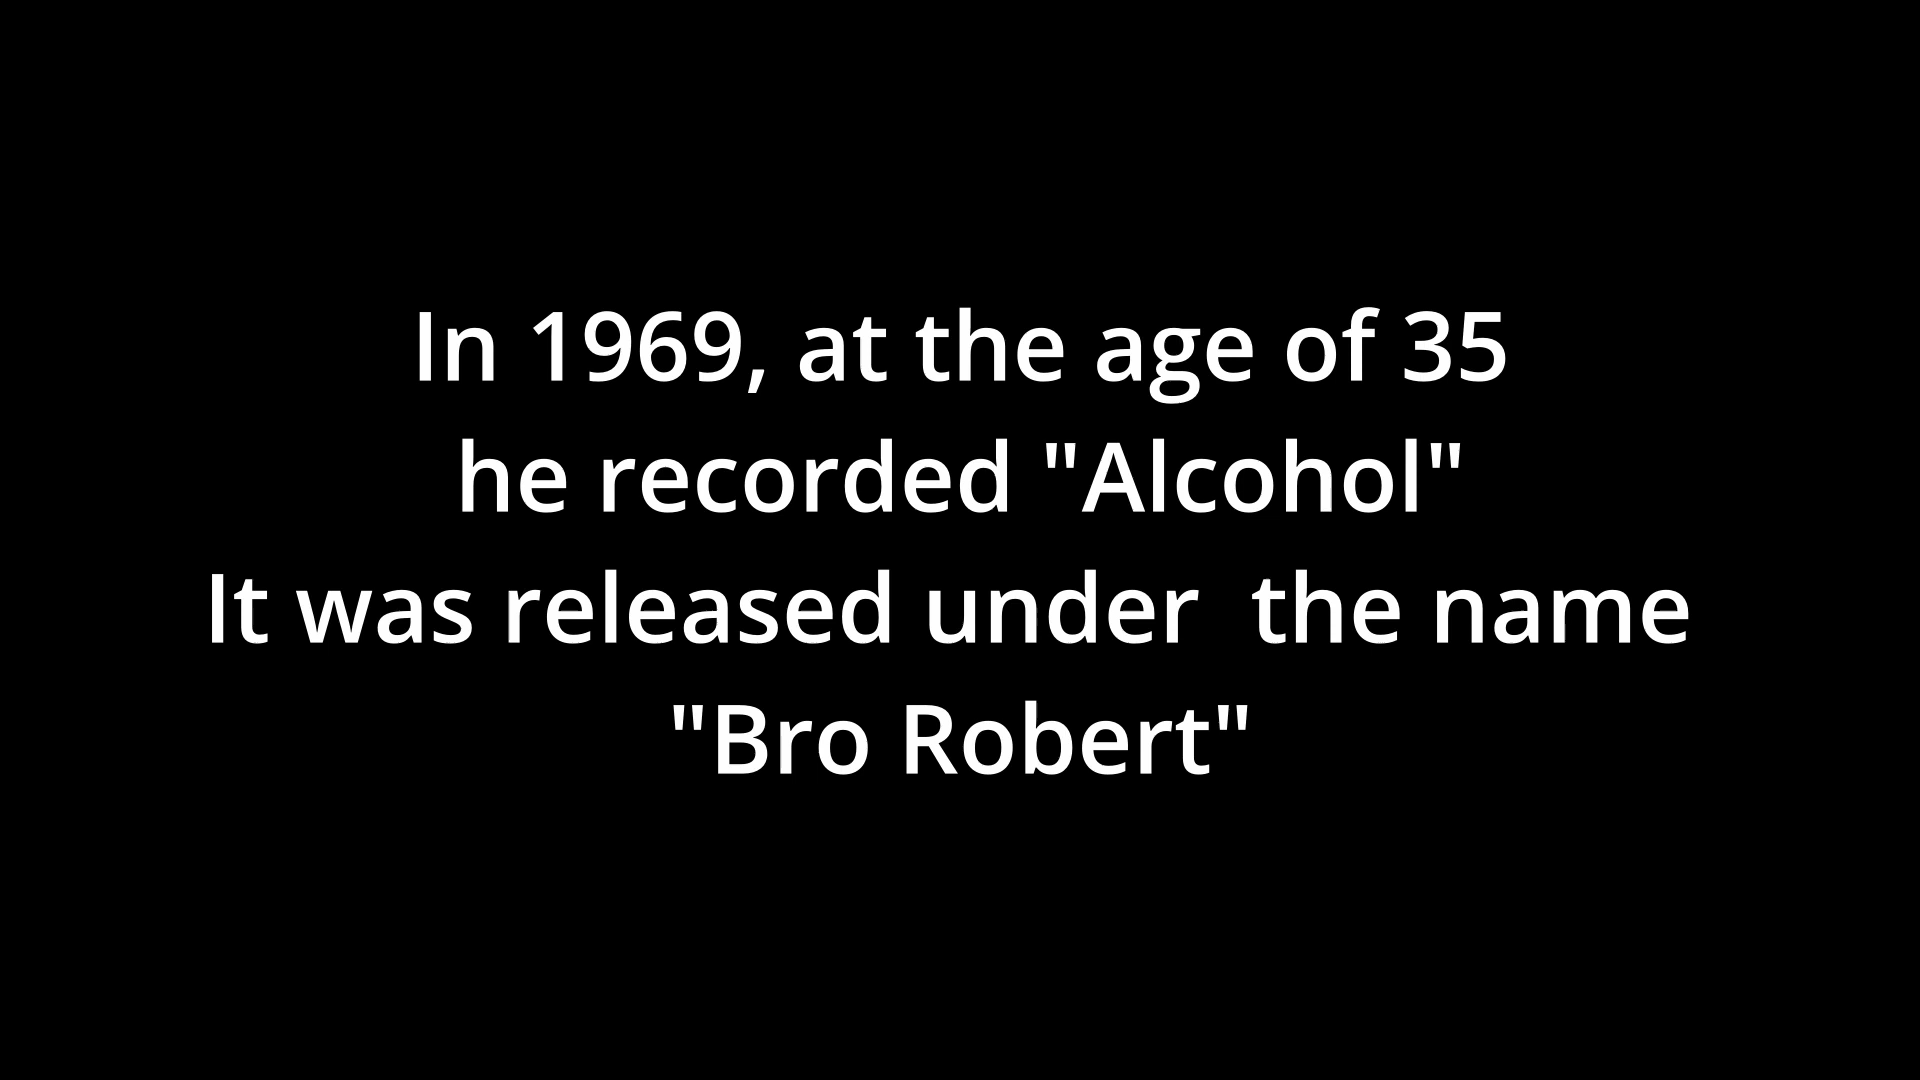 In 1969, at the age of 35
he recorded "Alcohol"
It was released under  the name
"Bro Robert"